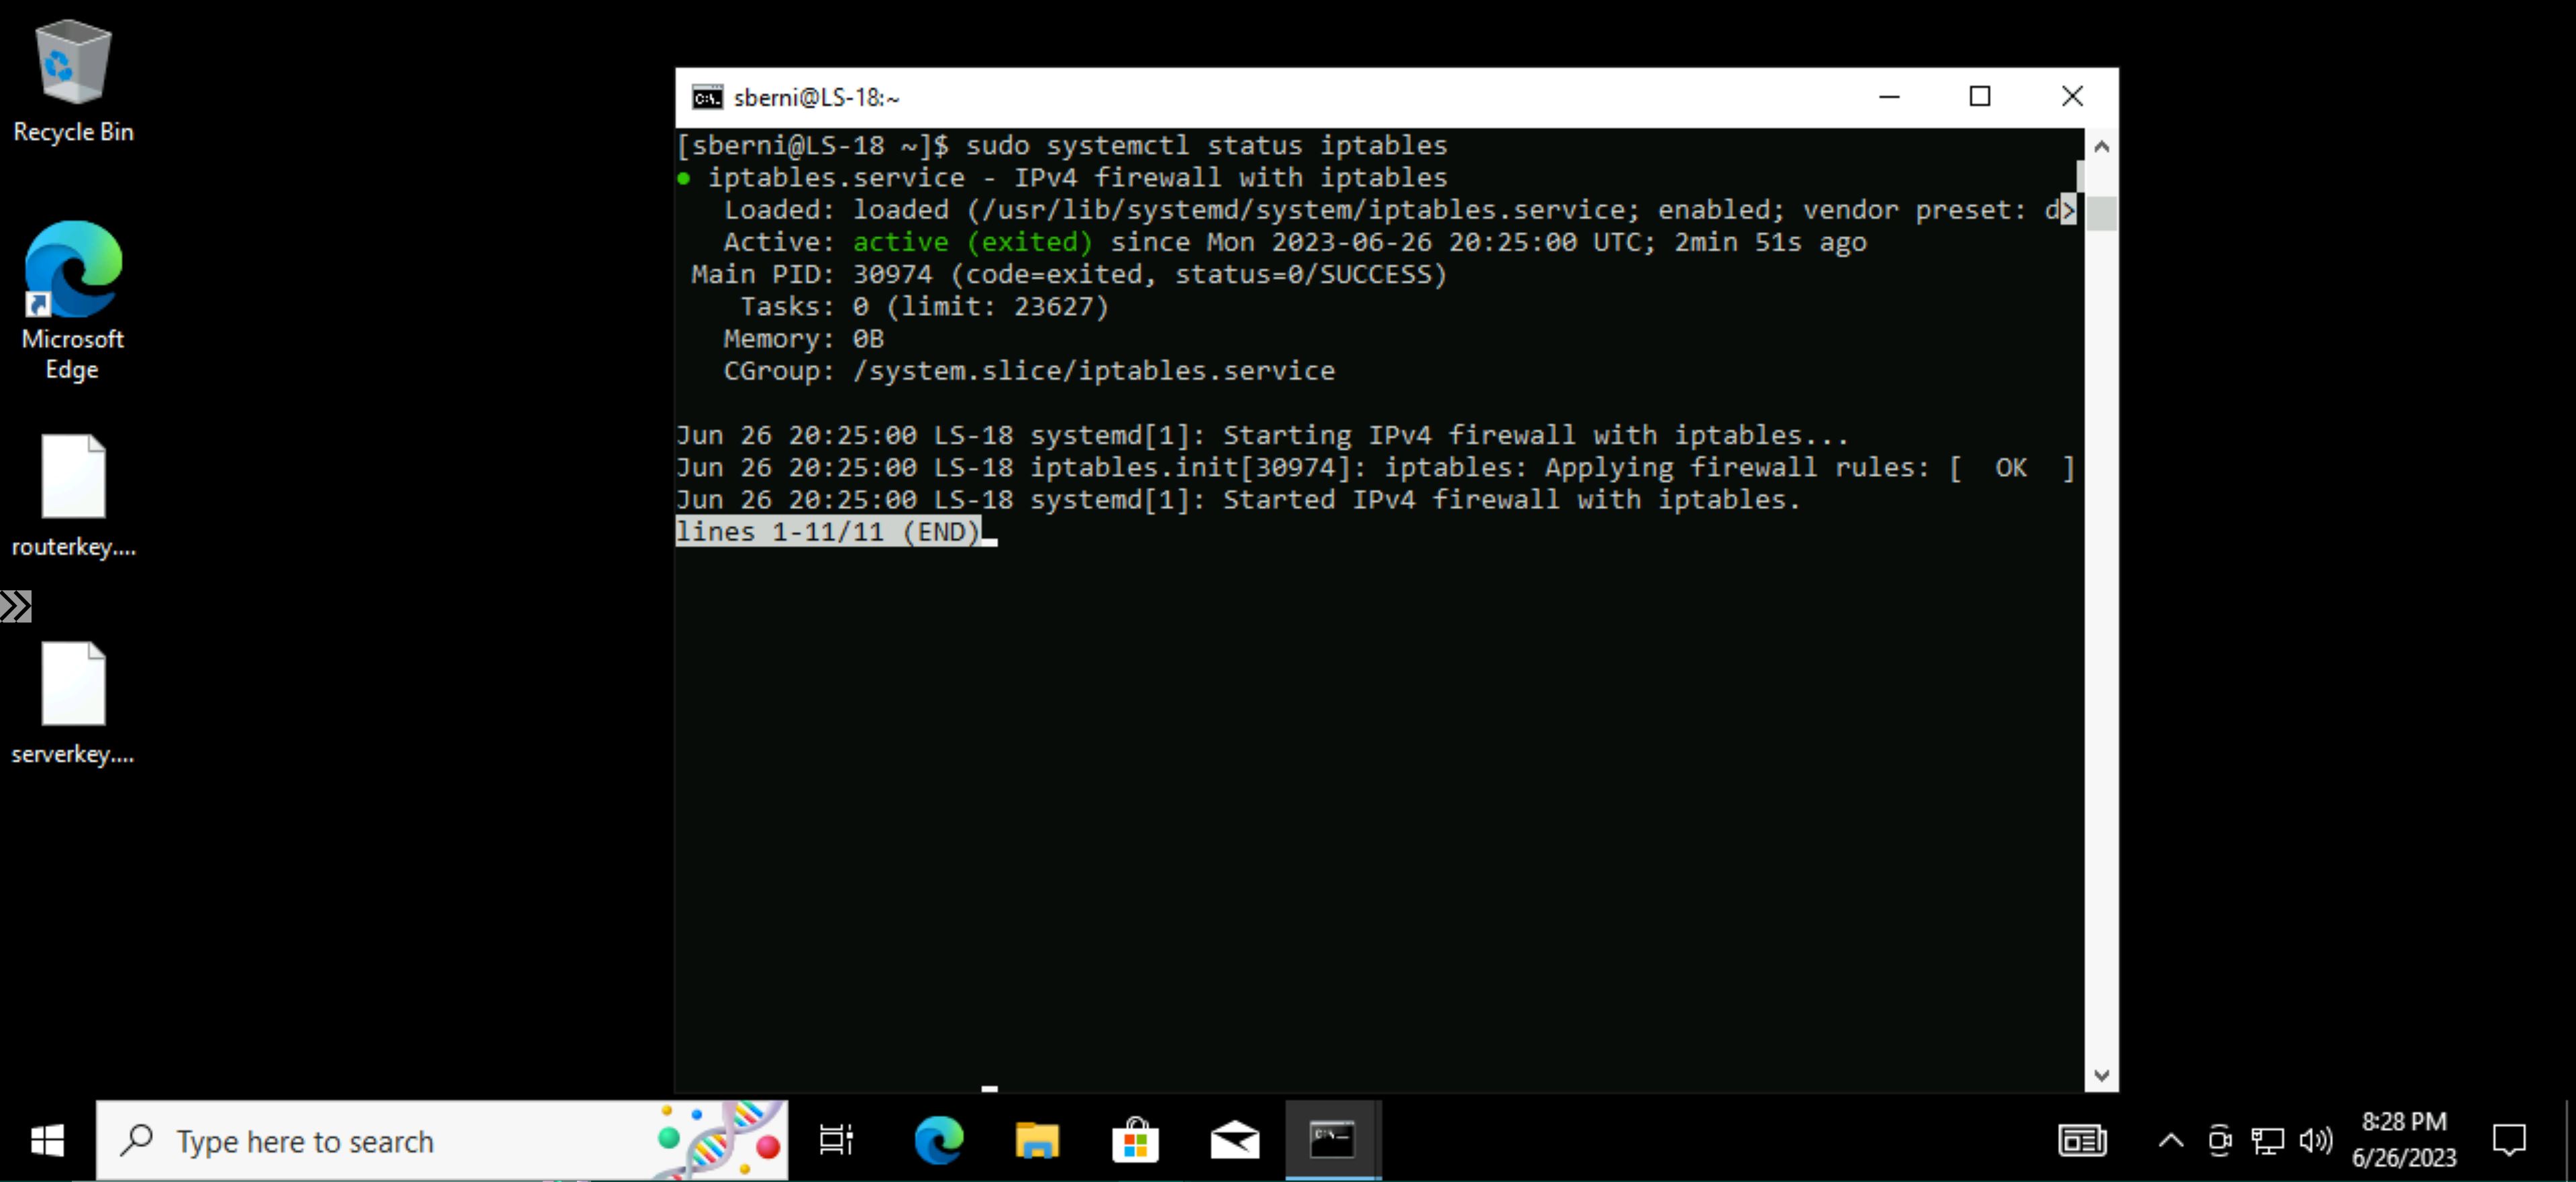 Recycle Bin
Microsoft
Edge
routerkey....
serverkey....
sberni@LS-18:~
[sberni@LS-18 ~]$ sudo systemctl status iptables
● iptables.service - IPv4 firewall with iptables
   Loaded: loaded (/usr/lib/systemd/system/iptables.service; enabled; vendor preset: d>
   Active: active (exited) since Mon 2023-06-26 20:25:00 UTC; 2min 51s ago
 Main PID: 30974 (code=exited, status=0/SUCCESS)
    Tasks: 0 (limit: 23627)
   Memory: 0B
   CGroup: /system.slice/iptables.service
Jun 26 20:25:00 LS-18 systemd[1]: Starting IPv4 firewall with iptables...
Jun 26 20:25:00 LS-18 iptables.init[30974]: iptables: Applying firewall rules: [  OK  ]
Jun 26 20:25:00 LS-18 systemd[1]: Started IPv4 firewall with iptables.
lines 1-11/11 (END)
Type here to search
8:28 PM
6/26/2023